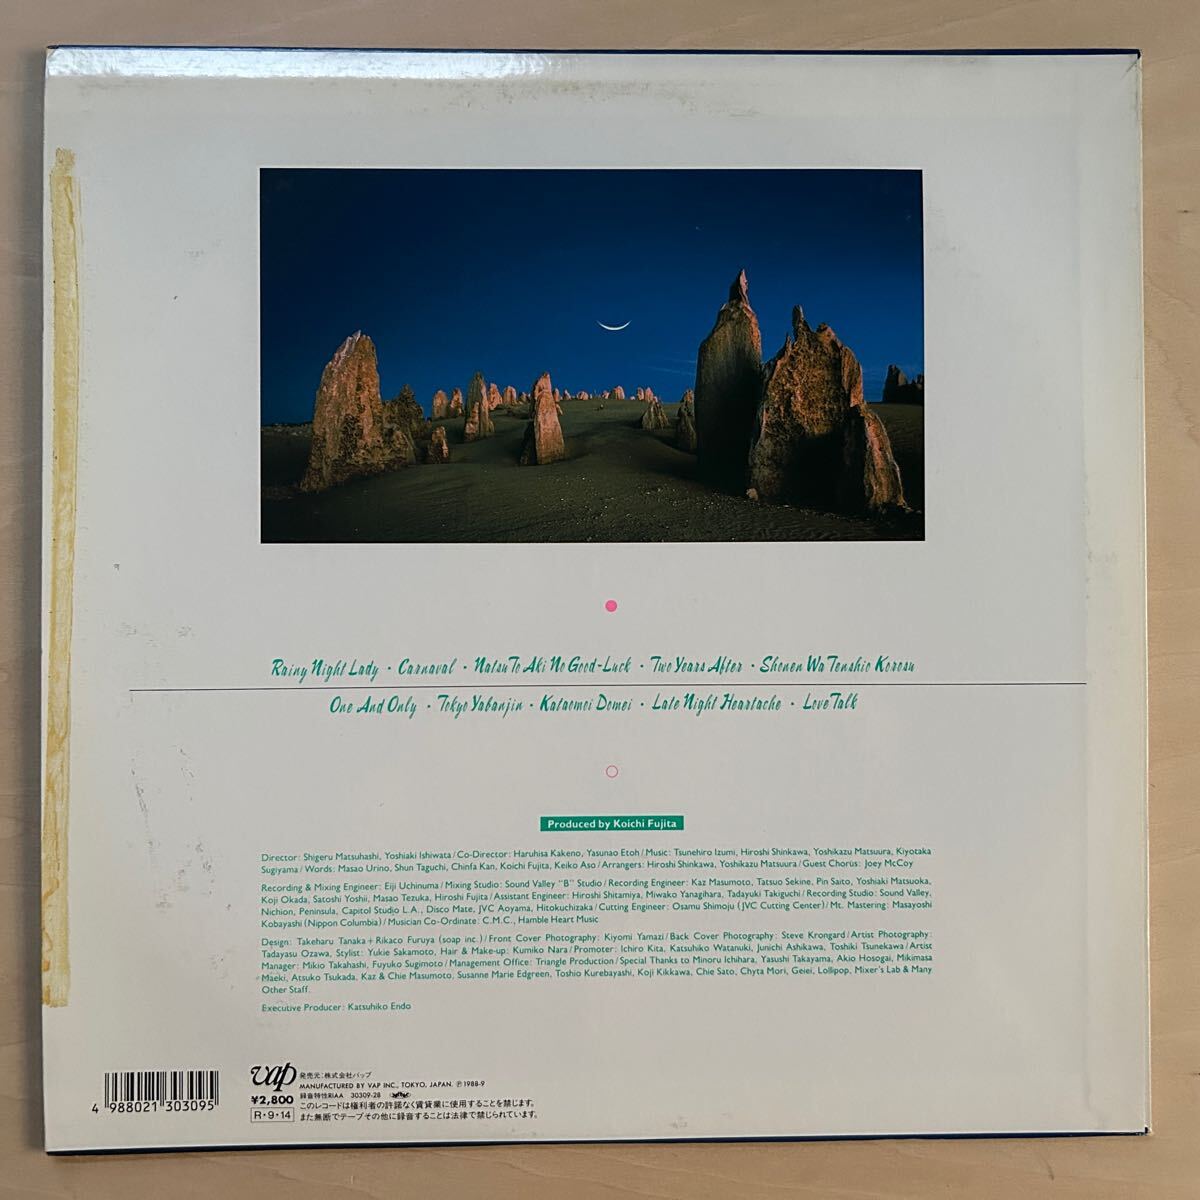 Rainy Night Lady · Carnaval · Natsu To Aki No Good-Luck · Two Years After · Shonen Wa Tenshio Korosu
One And Only · Tokyo Yabanjin · Kataomoi Domei · Late Night Heartache · Love Talk
Produced by Koichi Fujita
Director: Shigeru Matsuhashi, Yoshiaki Ishiwata/Co-Director: Haruhisa Kakeno, Yasunao Etoh/Music: Tsunehiro Izumi, Hiroshi Shinkawa, Yoshikazu Matsuura, Kiyotaka
Sugiyama/Words: Masao Urino, Shun Taguchi, Chinfa Kan, Koichi Fujita, Keiko Aso/Arrangers: Hiroshi Shinkawa, Yoshikazu Matsuura/Guest Chorus: Joey McCoy
Recording & Mixing Engineer: Eiji Uchinuma/Mixing Studio: Sound Valley "B" Studio/Recording Engineer: Kaz Masumoto, Tatsuo Sekine, Pin Saito, Yoshiaki Matsuoka,
Koji Okada, Satoshi Yoshii, Masao Tezuka, Hiroshi Fujita/Assistant Engineer: Hiroshi Shitamiya, Miwako Yanagihara, Tadayuki Takiguchi/Recording Studio: Sound Valley,
Nichion, Peninsula, Capitol Studio L.A., Disco Mate, JVC Aoyama, Hitokuchizaka/Cutting Engineer: Osamu Shimoju (JVC Cutting Center)/Mt. Mastering: Masayoshi
Kobayashi (Nippon Columbia)/Musician Co-Ordinate: C.M.C., Hamble Heart Music
Design: Takeharu Tanaka+Rikaco Furuya (soap inc.)/Front Cover Photography: Kiyomi Yamazi/Back Cover Photography: Steve Krongard/Artist Photography:
Tadayasu Ozawa, Stylist: Yukie Sakamoto, Hair & Make-up: Kumiko Nara/Promoter: Ichiro Kita, Katsuhiko Watanuki, Junichi Ashikawa, Toshiki Tsunekawa/Artist
Manager: Mikio Takahashi, Fuyuko Sugimoto/Management Office: Triangle Production/Special Thanks to Minoru Ichihara, Yasushi Takayama, Akio Hosogai, Mikimasa
Maeki, Atsuko Tsukada, Kaz & Chie Masumoto, Susanne Marie Edgreen, Toshio Kurebayashi, Koji Kikkawa, Chie Sato, Chyta Mori, Geiei, Lollipop, Mixer's Lab & Many
Other Staff.
Executive Producer: Katsuhiko Endo
4 988021 303095
vap 発売元:株式会社バップ
MANUFACTURED BY VAP INC., TOKYO, JAPAN. ℗1988-9
¥2,800 録音特性RIAA 30309-28
このレコードは権利者の許諾なく賃貸業に使用することを禁じます。
R・9・14 また無断でテープその他に録音することは法律で禁じられています。